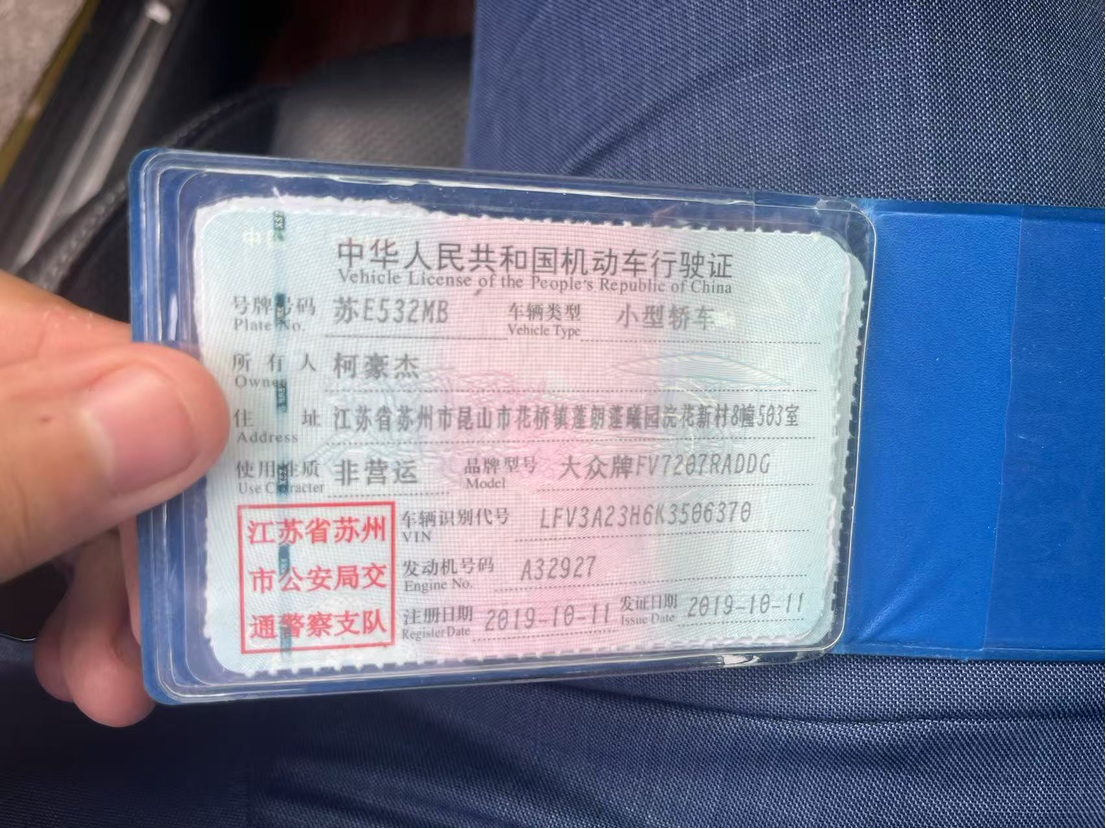 中华人民共和国机动车行驶证
Vehicle License of the People's Republic of China
号牌号码 苏E532MB 车辆类型 小型轿车
Plate No. Vehicle Type
所有人 柯豪杰
Owner
住址 江苏省苏州市昆山市花桥镇蓬朗蓬曦园浣花新村8幢503室
Address
使用性质 非营运 品牌型号 大众牌FV7207RADDG
Use Character Model
江苏省苏州
市公安局交
通警察支队
车辆识别代号 LFV3A23H6K3506370
VIN
发动机号码 A32927
Engine No.
注册日期 2019-10-11 发证日期 2019-10-11
Register Date Issue Date